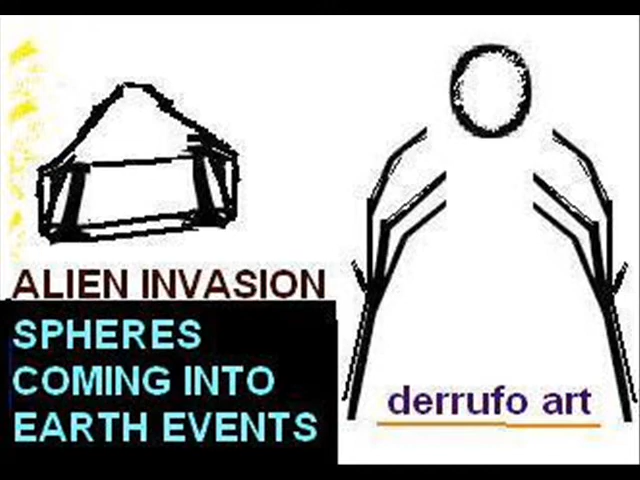 ALIEN INVASION
SPHERES
COMING INTO
EARTH EVENTS
derrufo art